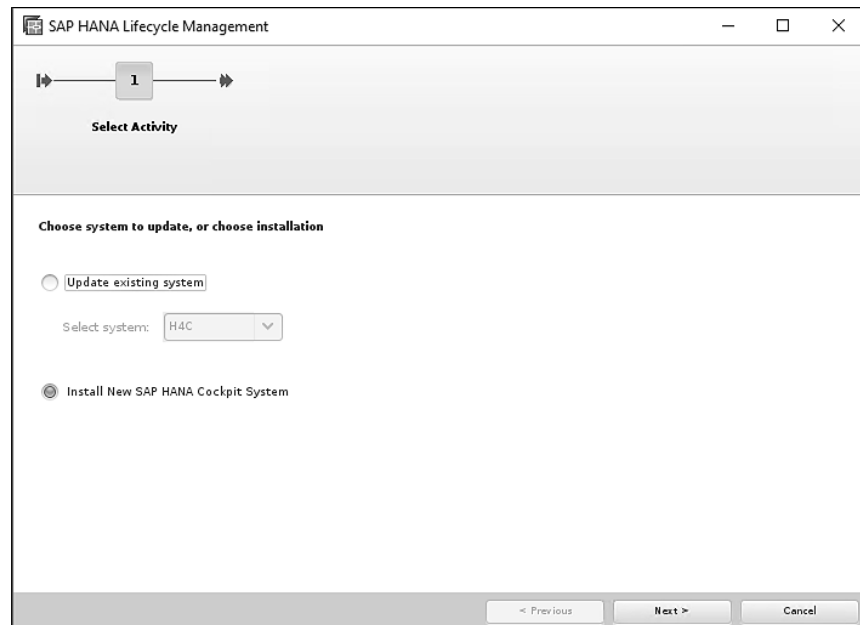 SAP HANA Lifecycle Management
1
Select Activity
Choose system to update, or choose installation
Update existing system
Select system: H4C
Install New SAP HANA Cockpit System
< Previous Next > Cancel